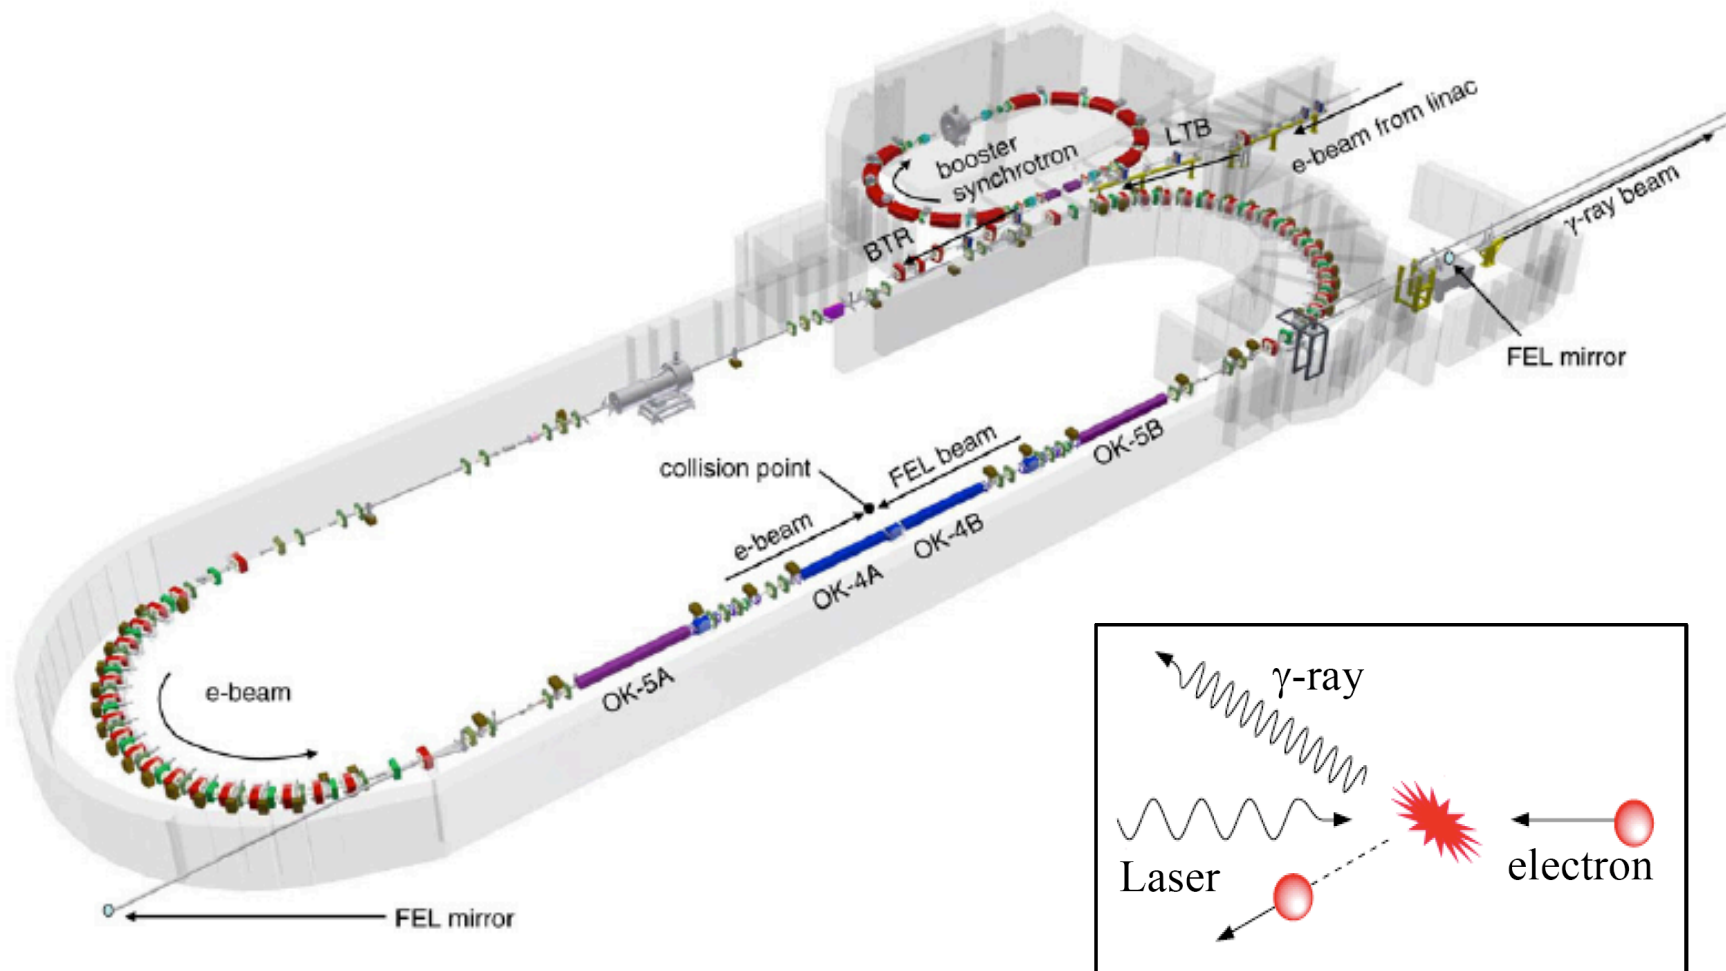 booster
synchrotron
LTB
e-beam from linac
γ-ray beam
BTR
FEL mirror
OK-5B
FEL beam
collision point
e-beam
OK-4B
OK-4A
OK-5A
e-beam
FEL mirror
γ-ray
Laser
electron